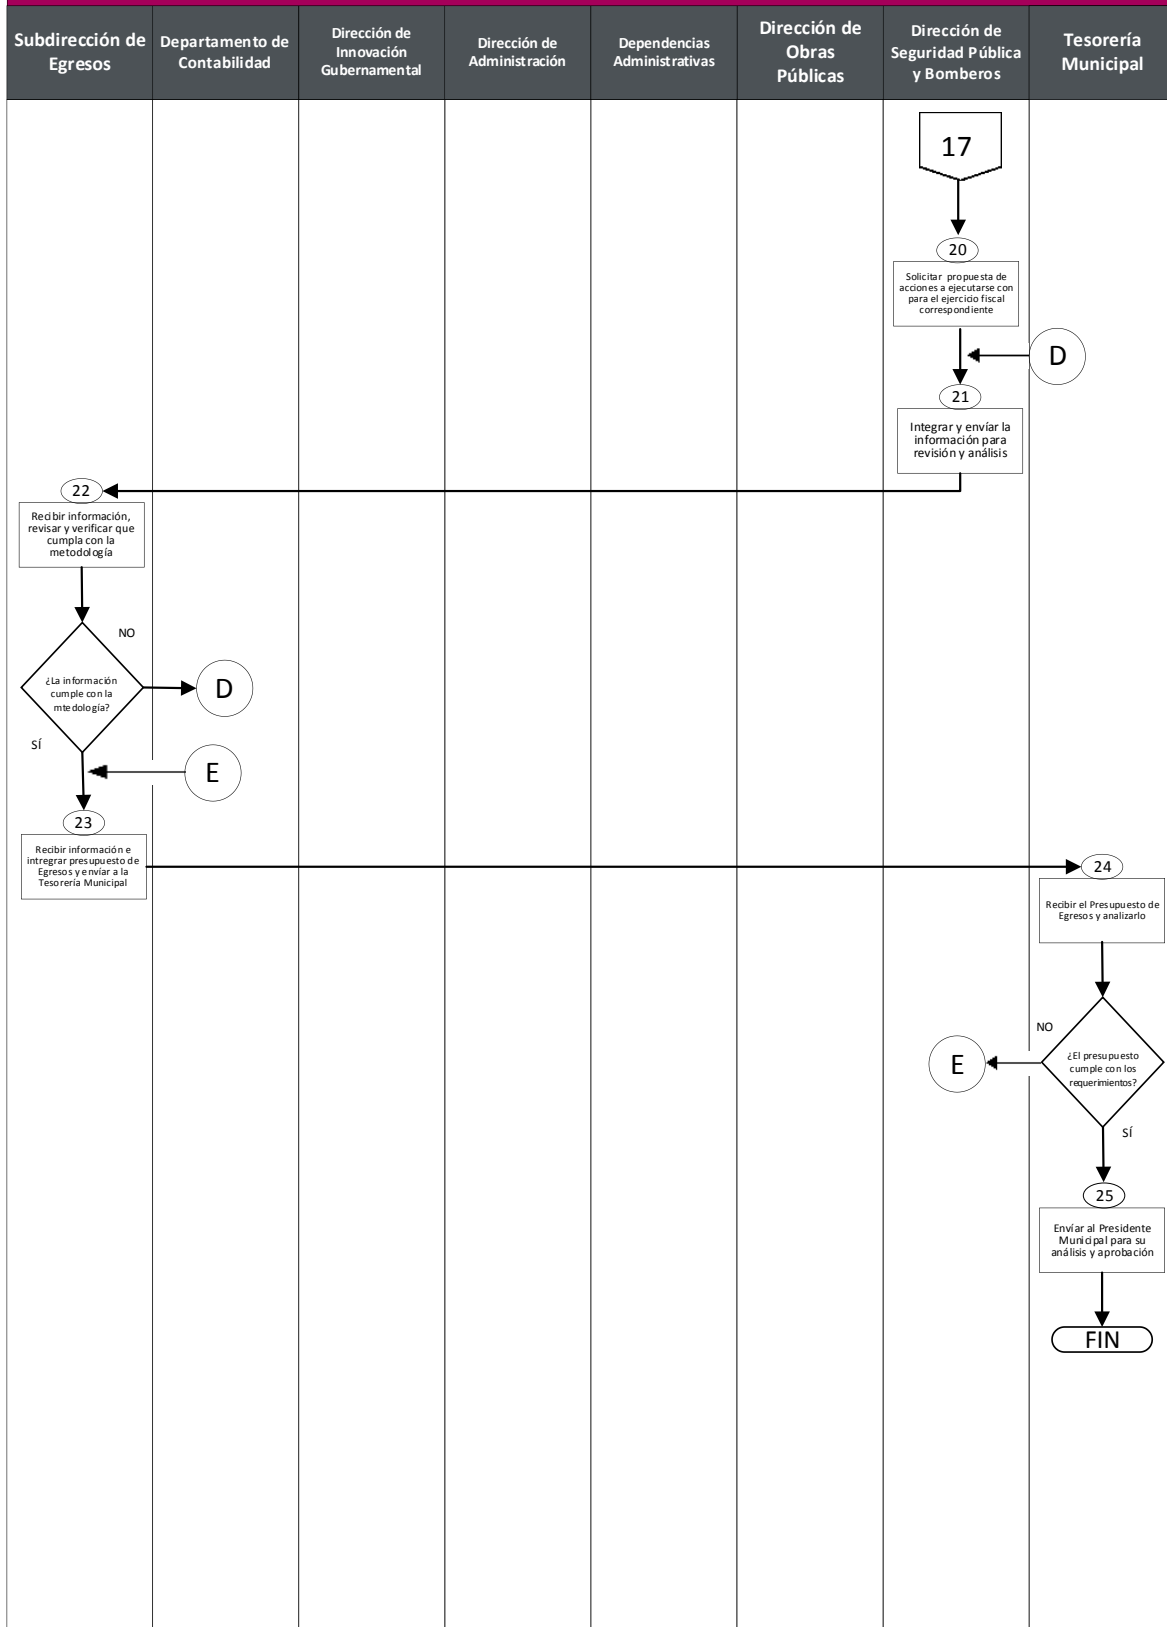 Subdirección de
Egresos
Departamento de
Contabilidad
Dirección de
Innovación
Gubernamental
Dirección de
Administración
Dependencias
Administrativas
Dirección de
Obras
Públicas
Dirección de
Seguridad Pública
y Bomberos
Tesorería
Municipal
17
20
Solicitar propuesta de
acciones a ejecutarse con
para el ejercicio fiscal
correspondiente
D
21
Integrar y envíar la
información para
revisión y análisis
22
Recibir información,
revisar y verificar que
cumpla con la
metodología
NO
¿La información
cumple con la
mtedología?
D
SÍ
E
23
Recibir información e
intregrar presupuesto de
Egresos y envíar a la
Tesorería Municipal
24
Recibir el Presupuesto de
Egresos y analizarlo
NO
¿El presupuesto
cumple con los
requerimientos?
E
SÍ
25
Envíar al Presidente
Municipal para su
análisis y aprobación
FIN